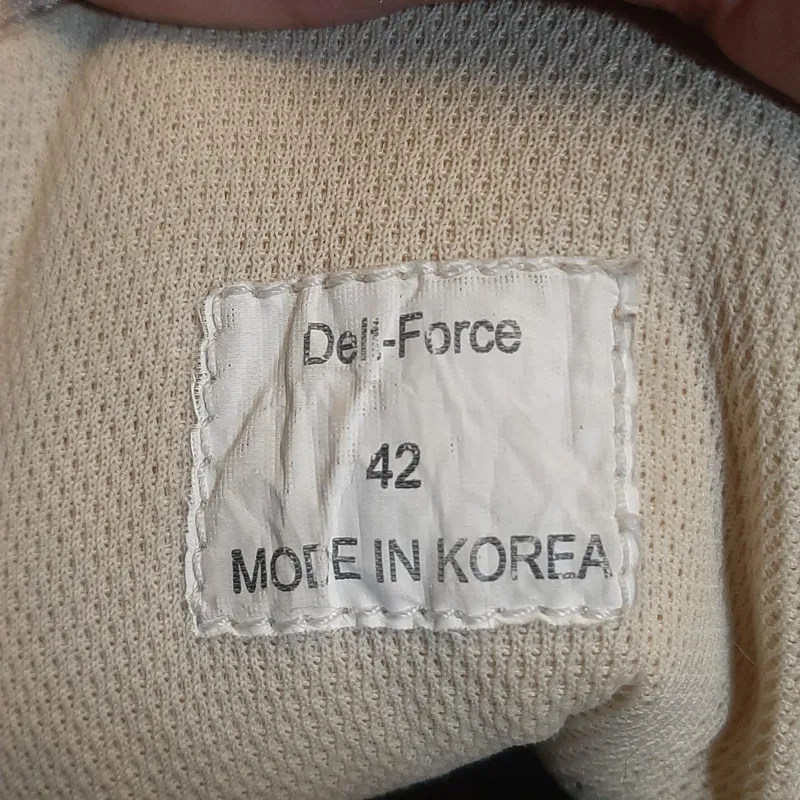 Delt-Force
42
MODE IN KOREA